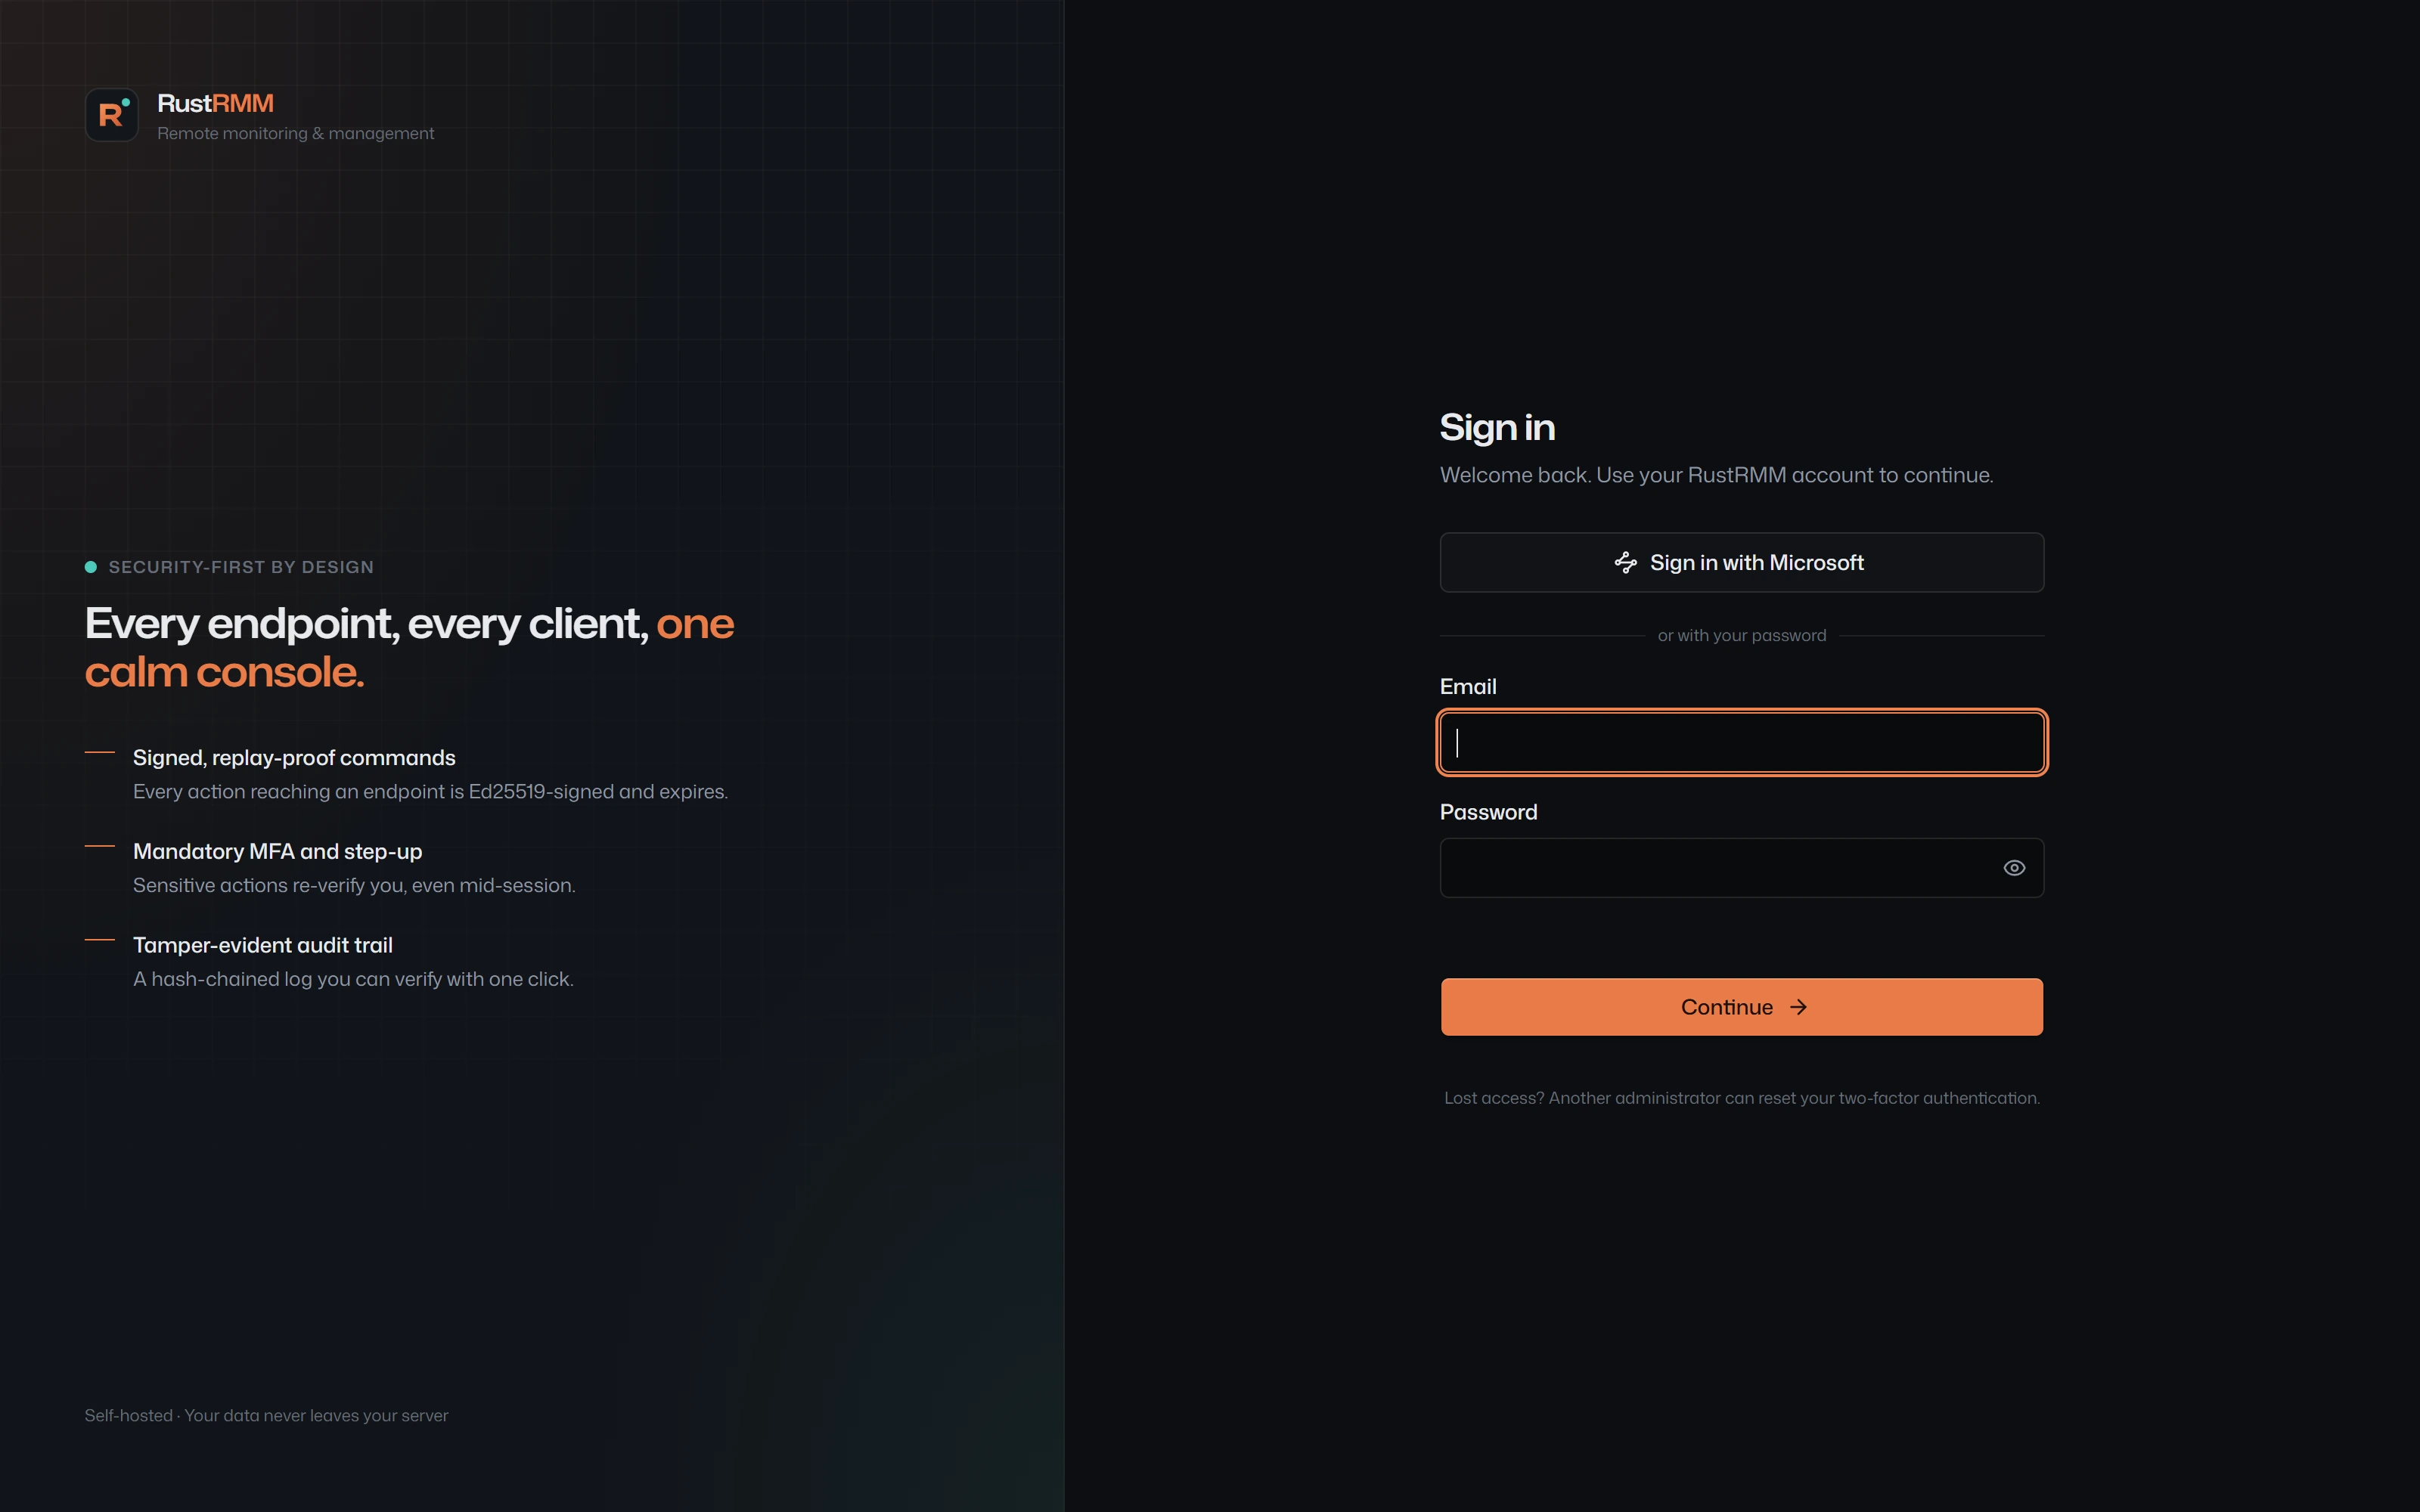 R
RustRMM
Remote monitoring & management
SECURITY-FIRST BY DESIGN
Every endpoint, every client, one
calm console.
Signed, replay-proof commands
Every action reaching an endpoint is Ed25519-signed and expires.
Mandatory MFA and step-up
Sensitive actions re-verify you, even mid-session.
Tamper-evident audit trail
A hash-chained log you can verify with one click.
Self-hosted · Your data never leaves your server
Sign in
Welcome back. Use your RustRMM account to continue.
Sign in with Microsoft
or with your password
Email
Password
Continue →
Lost access? Another administrator can reset your two-factor authentication.